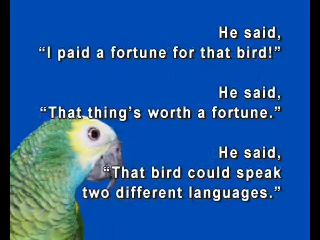 He said,
“I paid a fortune for that bird!”
He said,
“That thing’s worth a fortune.”
He said,
“That bird could speak
two different languages.”